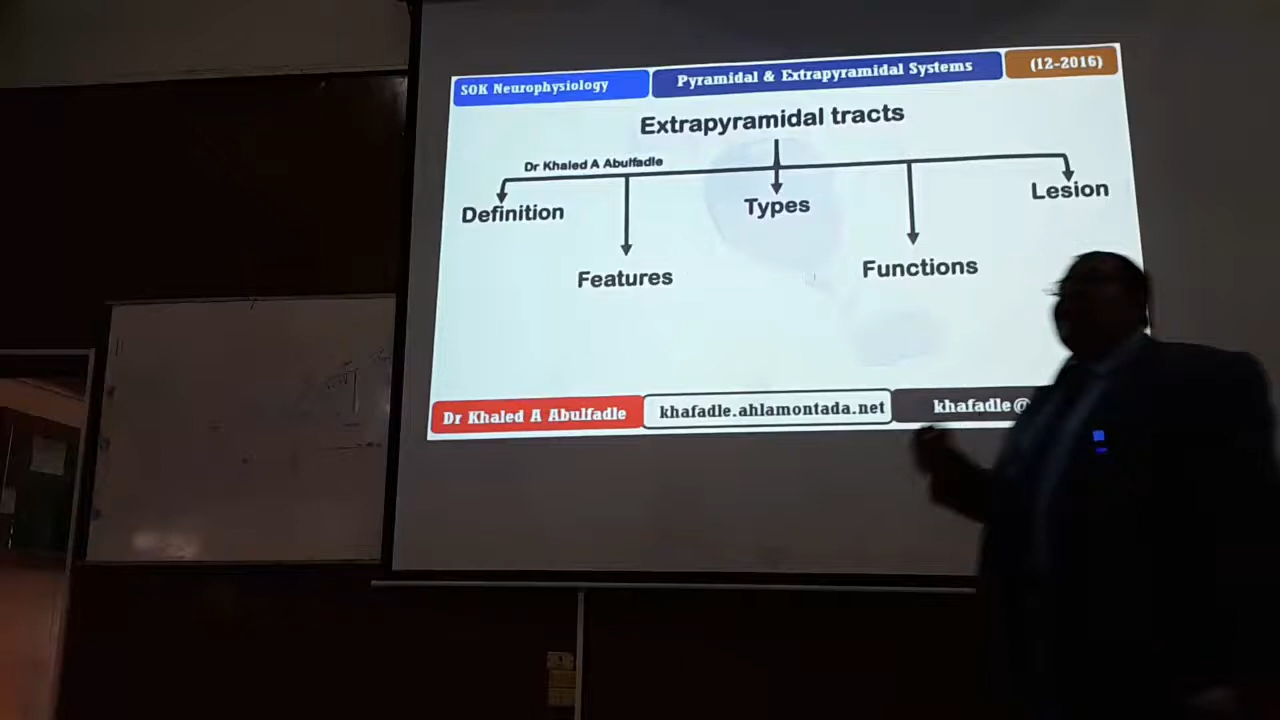 SOK Neurophysiology
Pyramidal & Extrapyramidal Systems
(12-2016)
Extrapyramidal tracts
Dr Khaled A Abulfadle
Definition
Features
Types
Functions
Lesion
Dr Khaled A Abulfadle
khafadle.ahlamontada.net
khafadle@